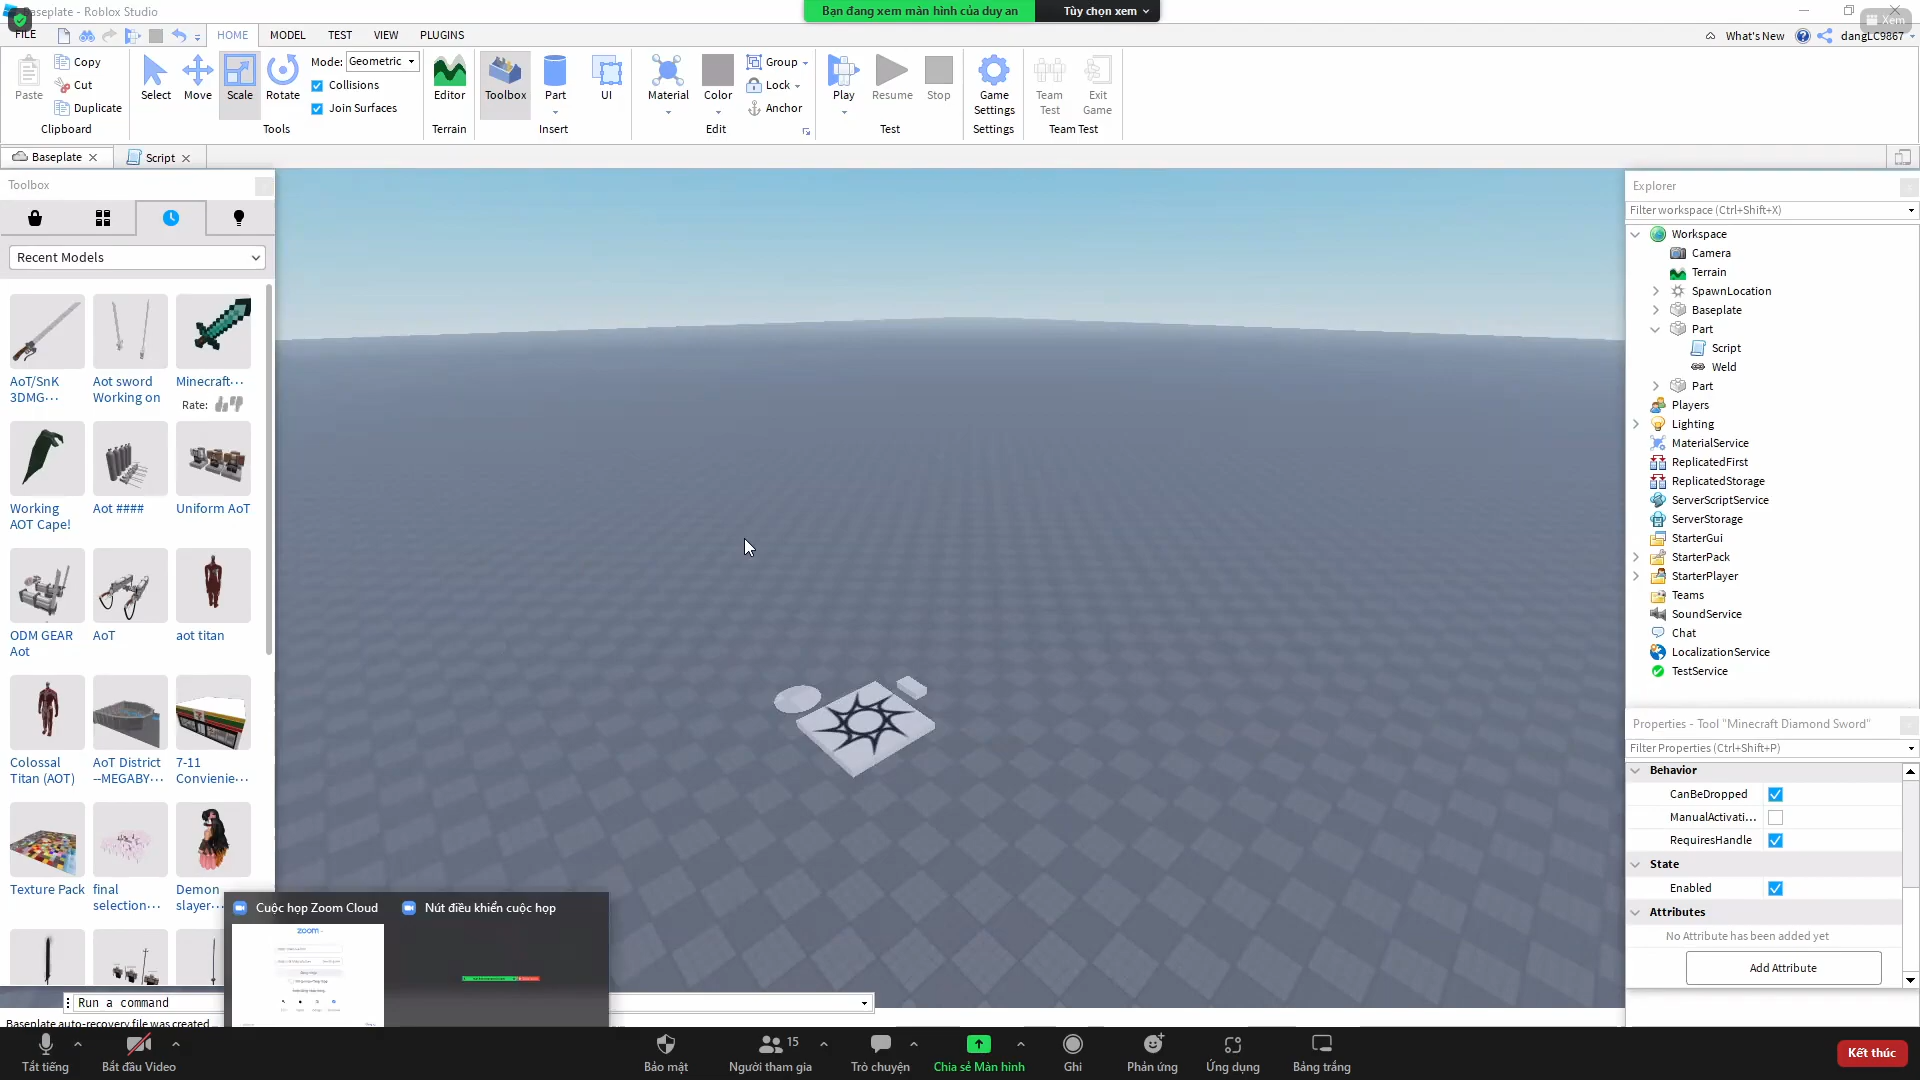 Baseplate - Roblox Studio
Bạn đang xem màn hình của duy an
Tùy chọn xem
Xem
FILE
HOME
MODEL
TEST
VIEW
PLUGINS
What's New
dangLC9867
Paste
Copy
Cut
Duplicate
Clipboard
Select
Move
Scale
Rotate
Mode: Geometric
Collisions
Join Surfaces
Tools
Editor
Terrain
Toolbox
Part
UI
Insert
Material
Color
Group
Lock
Anchor
Edit
Play
Resume
Stop
Test
Game Settings
Settings
Team Test
Exit Game
Team Test
Baseplate
Script
Toolbox
Recent Models
AoT/SnK 3DMG...
Aot sword Working on
Minecraft...
Rate:
Working AOT Cape!
Aot ####
Uniform AoT
ODM GEAR Aot
AoT
aot titan
Colossal Titan (AOT)
AoT District --MEGABY...
7-11 Convienie...
Texture Pack
final selection...
Demon slayer...
Explorer
Filter workspace (Ctrl+Shift+X)
Workspace
Camera
Terrain
SpawnLocation
Baseplate
Part
Script
Weld
Part
Players
Lighting
MaterialService
ReplicatedFirst
ReplicatedStorage
ServerScriptService
ServerStorage
StarterGui
StarterPack
StarterPlayer
Teams
SoundService
Chat
LocalizationService
TestService
Properties - Tool "Minecraft Diamond Sword"
Filter Properties (Ctrl+Shift+P)
Behavior
CanBeDropped
ManualActivati...
RequiresHandle
State
Enabled
Attributes
No Attribute has been added yet
Add Attribute
Cuộc họp Zoom Cloud
Nút điều khiển cuộc họp
zoom
Run a command
Baseplate auto-recovery file was created
Tắt tiếng
Bắt đầu Video
Bảo mật
15
Người tham gia
Trò chuyện
Chia sẻ Màn hình
Ghi
Phản ứng
Ứng dụng
Bảng trắng
Kết thúc